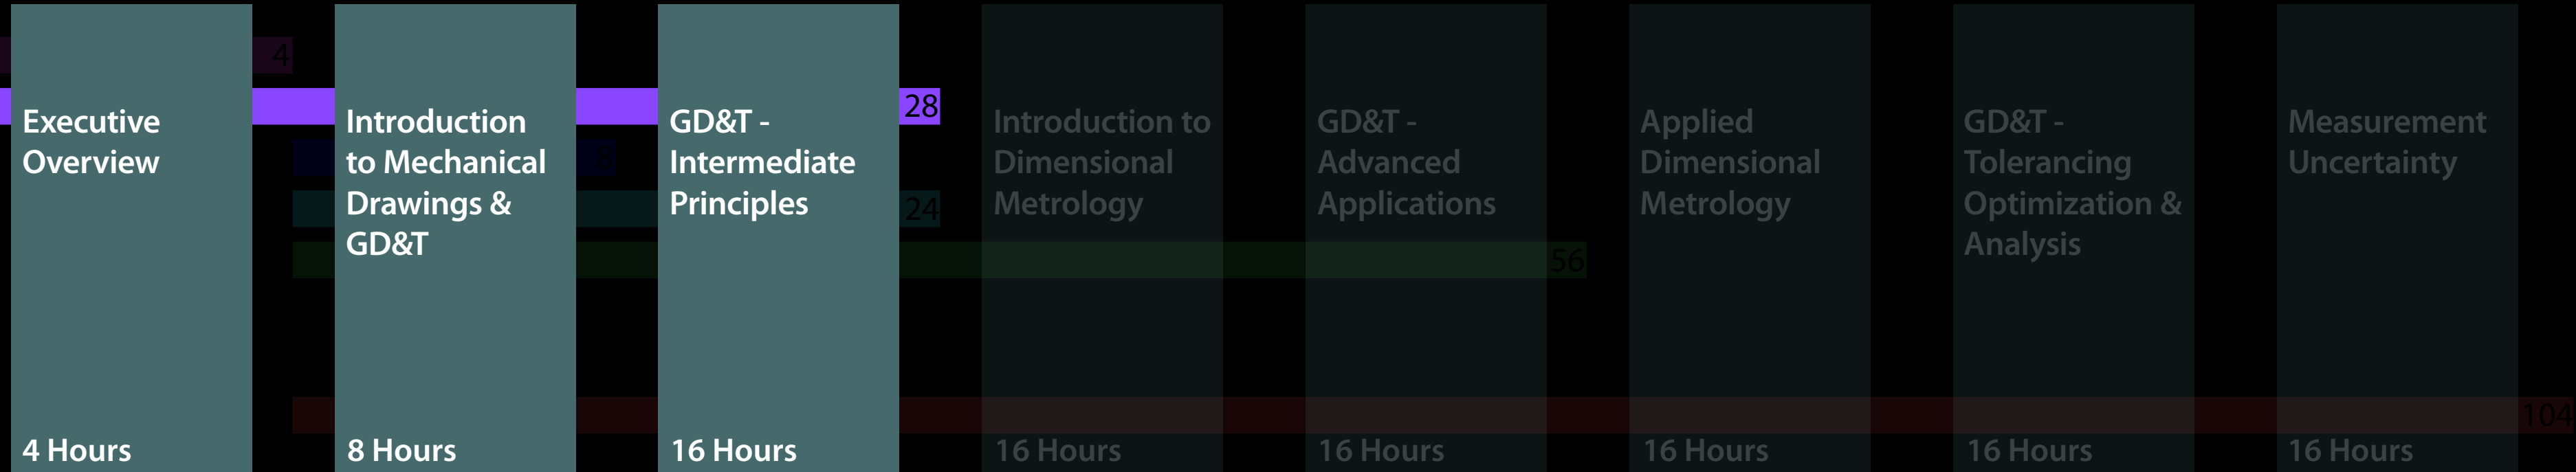 Executive
Overview
4 Hours
4
28
Introduction
to Mechanical
Drawings &
GD&T
8 Hours
8
GD&T -
Intermediate
Principles
16 Hours
24
Introduction to
Dimensional
Metrology
16 Hours
GD&T -
Advanced
Applications
16 Hours
56
Applied
Dimensional
Metrology
16 Hours
GD&T -
Tolerancing
Optimization &
Analysis
16 Hours
Measurement
Uncertainty
16 Hours
104